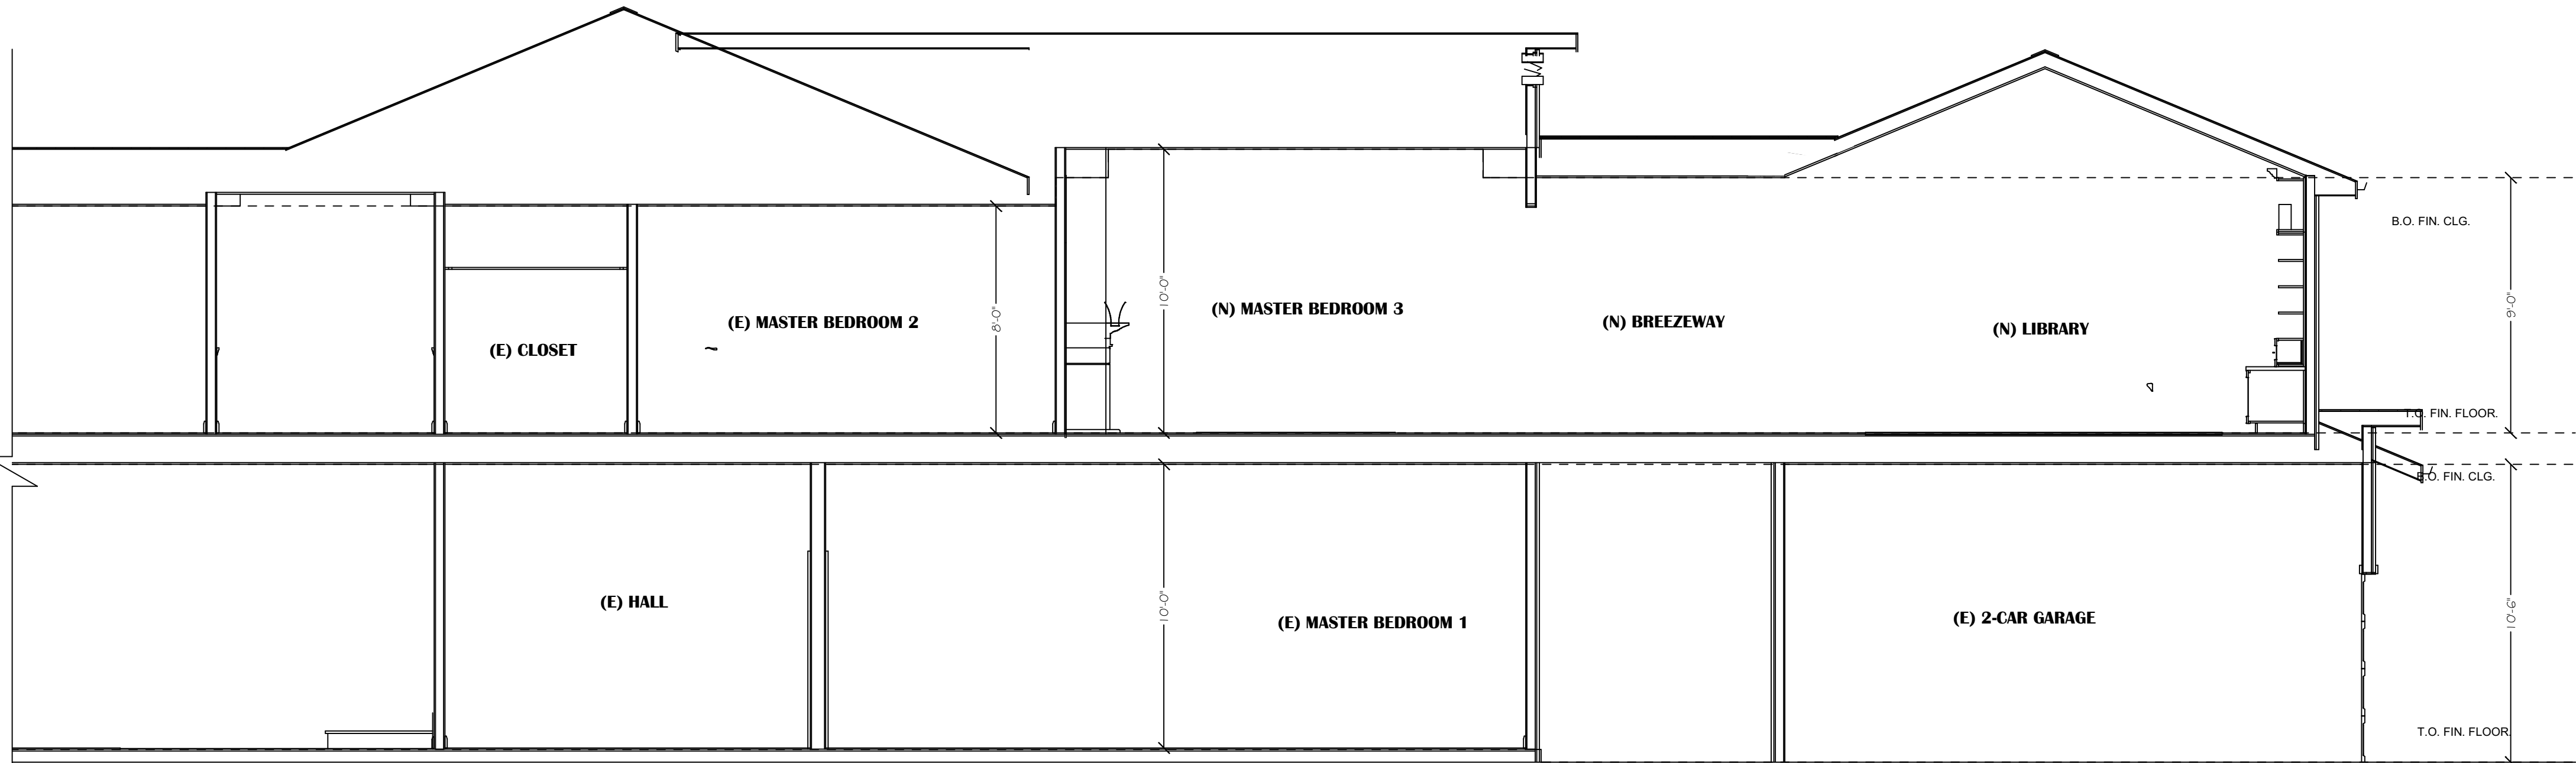 B.O. FIN. CLG.
10'-0"
9'-0"
(N) MASTER BEDROOM 3
8'-0"
(E) MASTER BEDROOM 2
(N) BREEZEWAY
(N) LIBRARY
(E) CLOSET
T.O. FIN. FLOOR.
B.O. FIN. CLG.
(E) HALL
10'-0"
10'-6"
(E) MASTER BEDROOM 1
(E) 2-CAR GARAGE
T.O. FIN. FLOOR.